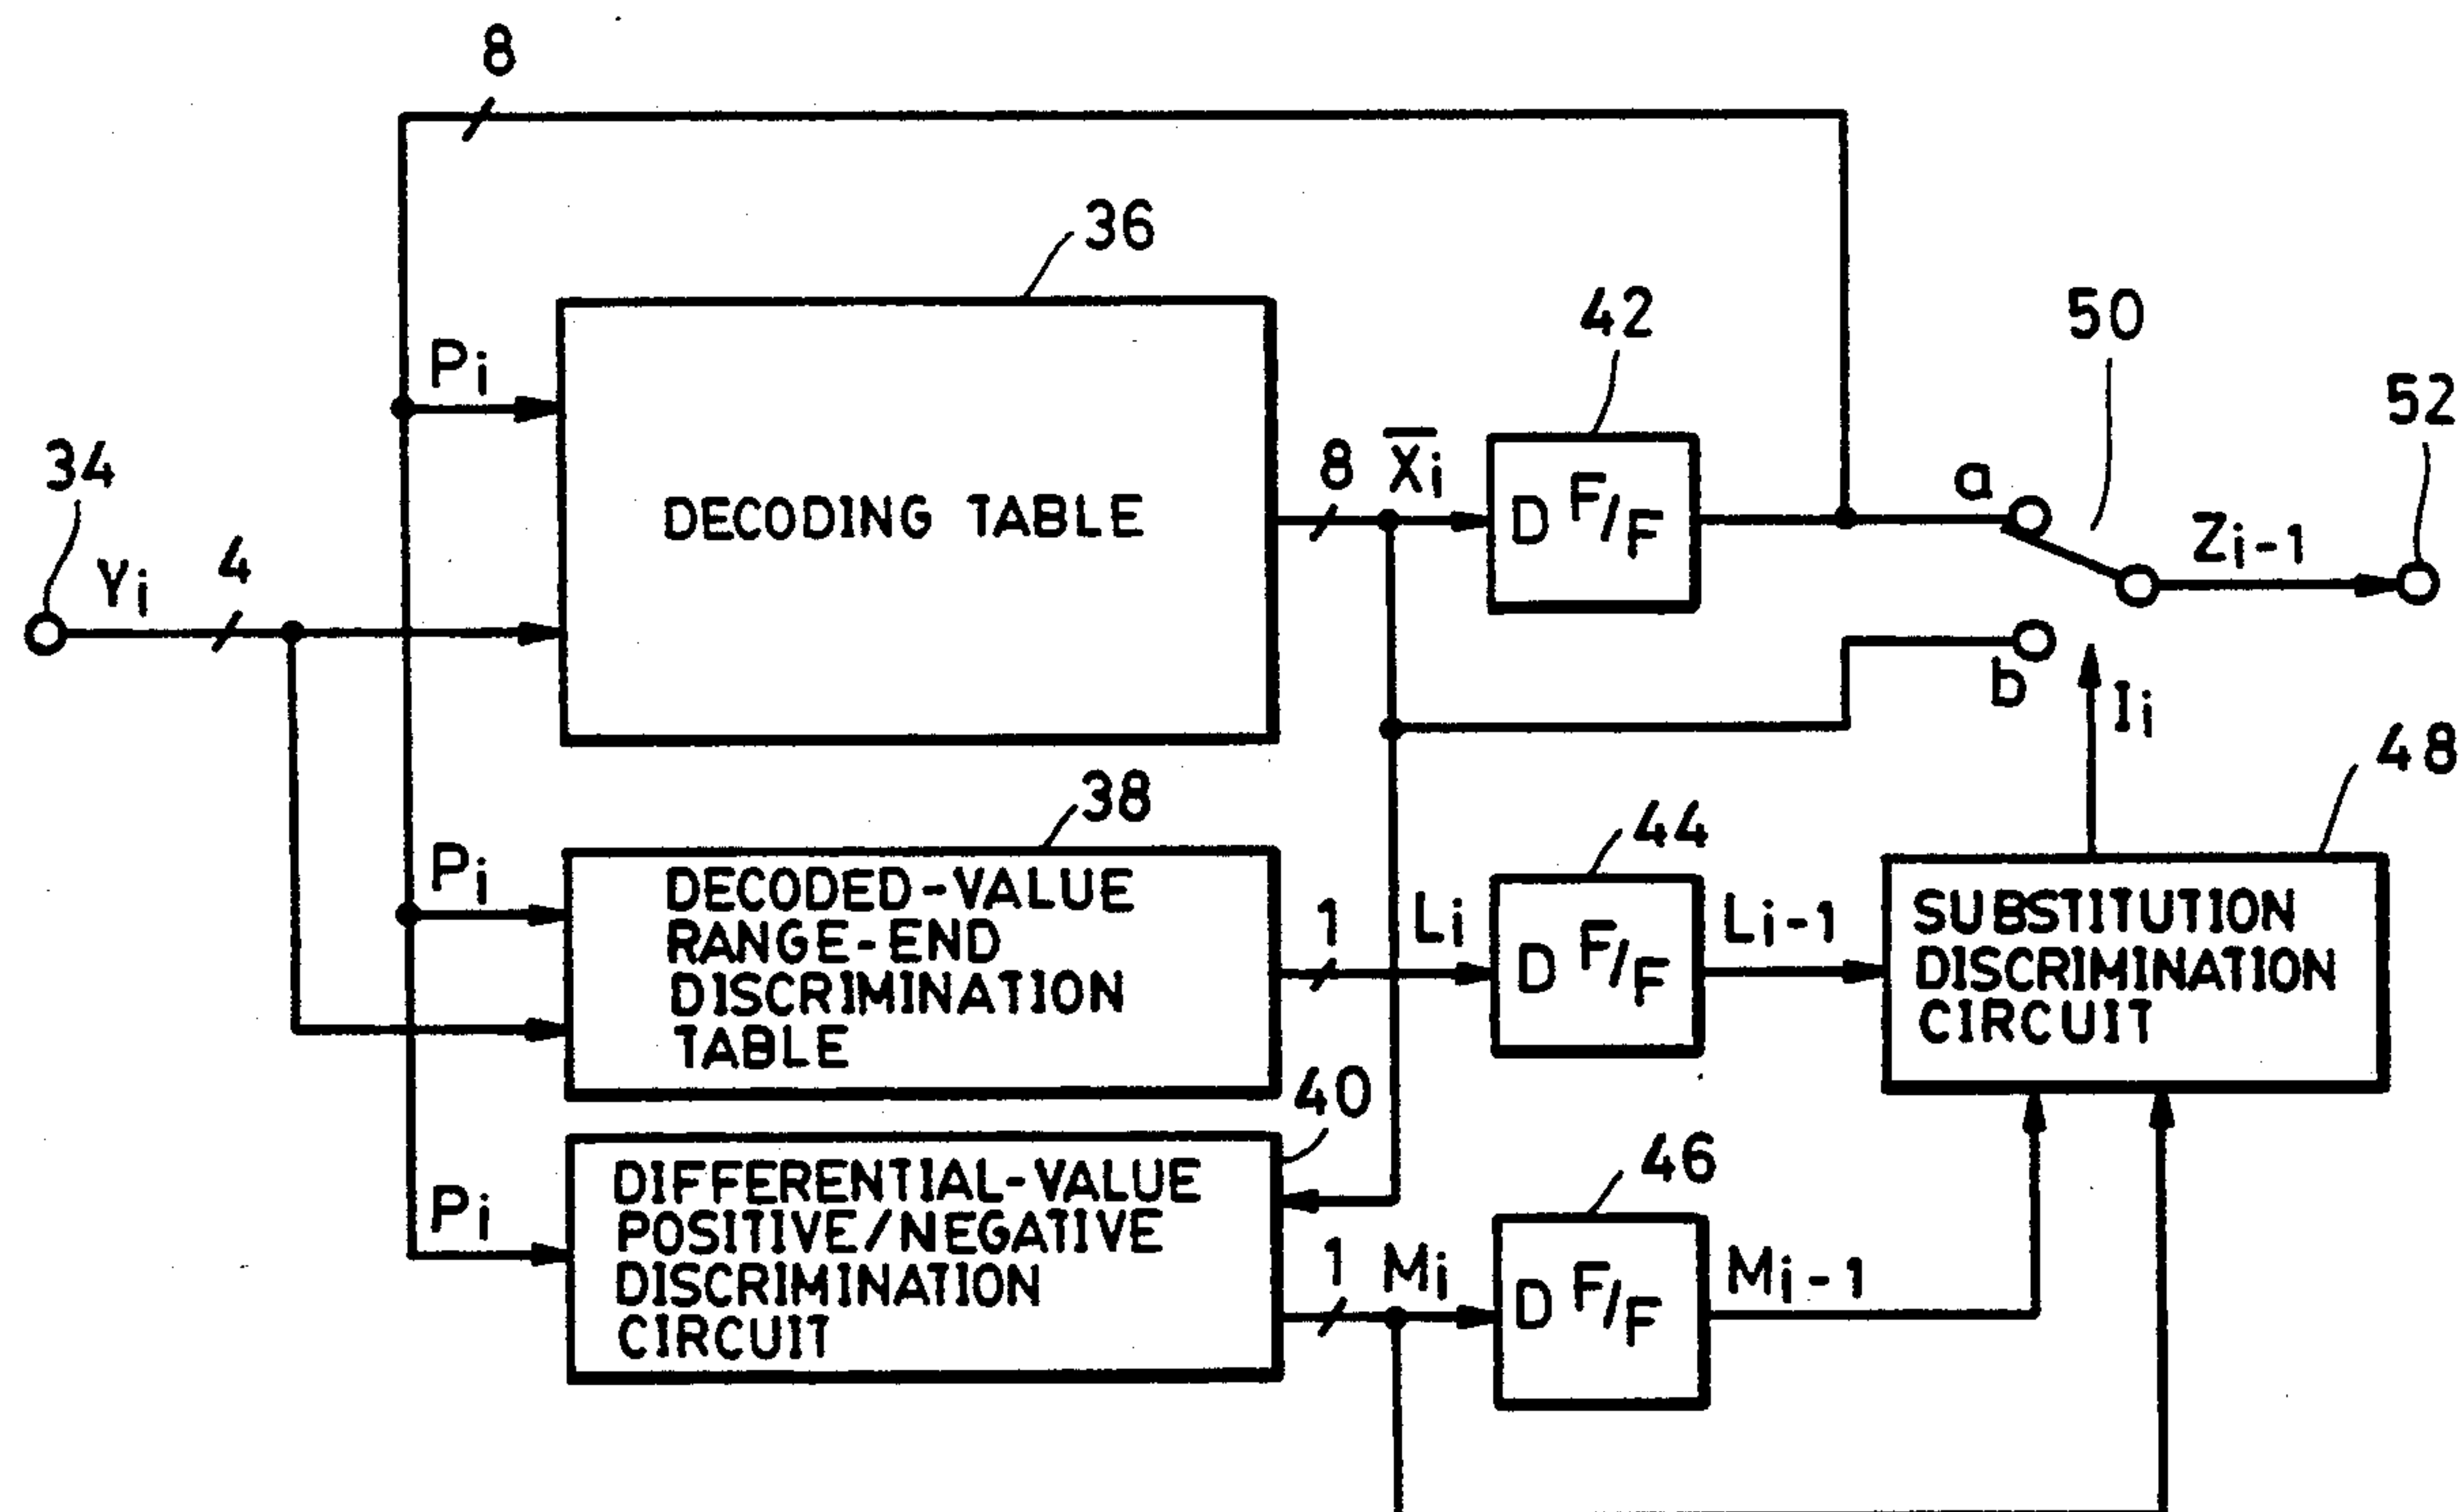 8
36
Pi
DECODING TABLE
34
Yi 4
8 X̅i
42
D F/F
a
50
Zi-1
52
b
Ii
48
38
Pi
DECODED-VALUE
RANGE-END
DISCRIMINATION
TABLE
1 Li
44
D F/F
Li-1
SUBSTITUTION
DISCRIMINATION
CIRCUIT
40
Pi
DIFFERENTIAL-VALUE
POSITIVE/NEGATIVE
DISCRIMINATION
CIRCUIT
1 Mi
46
D F/F
Mi-1